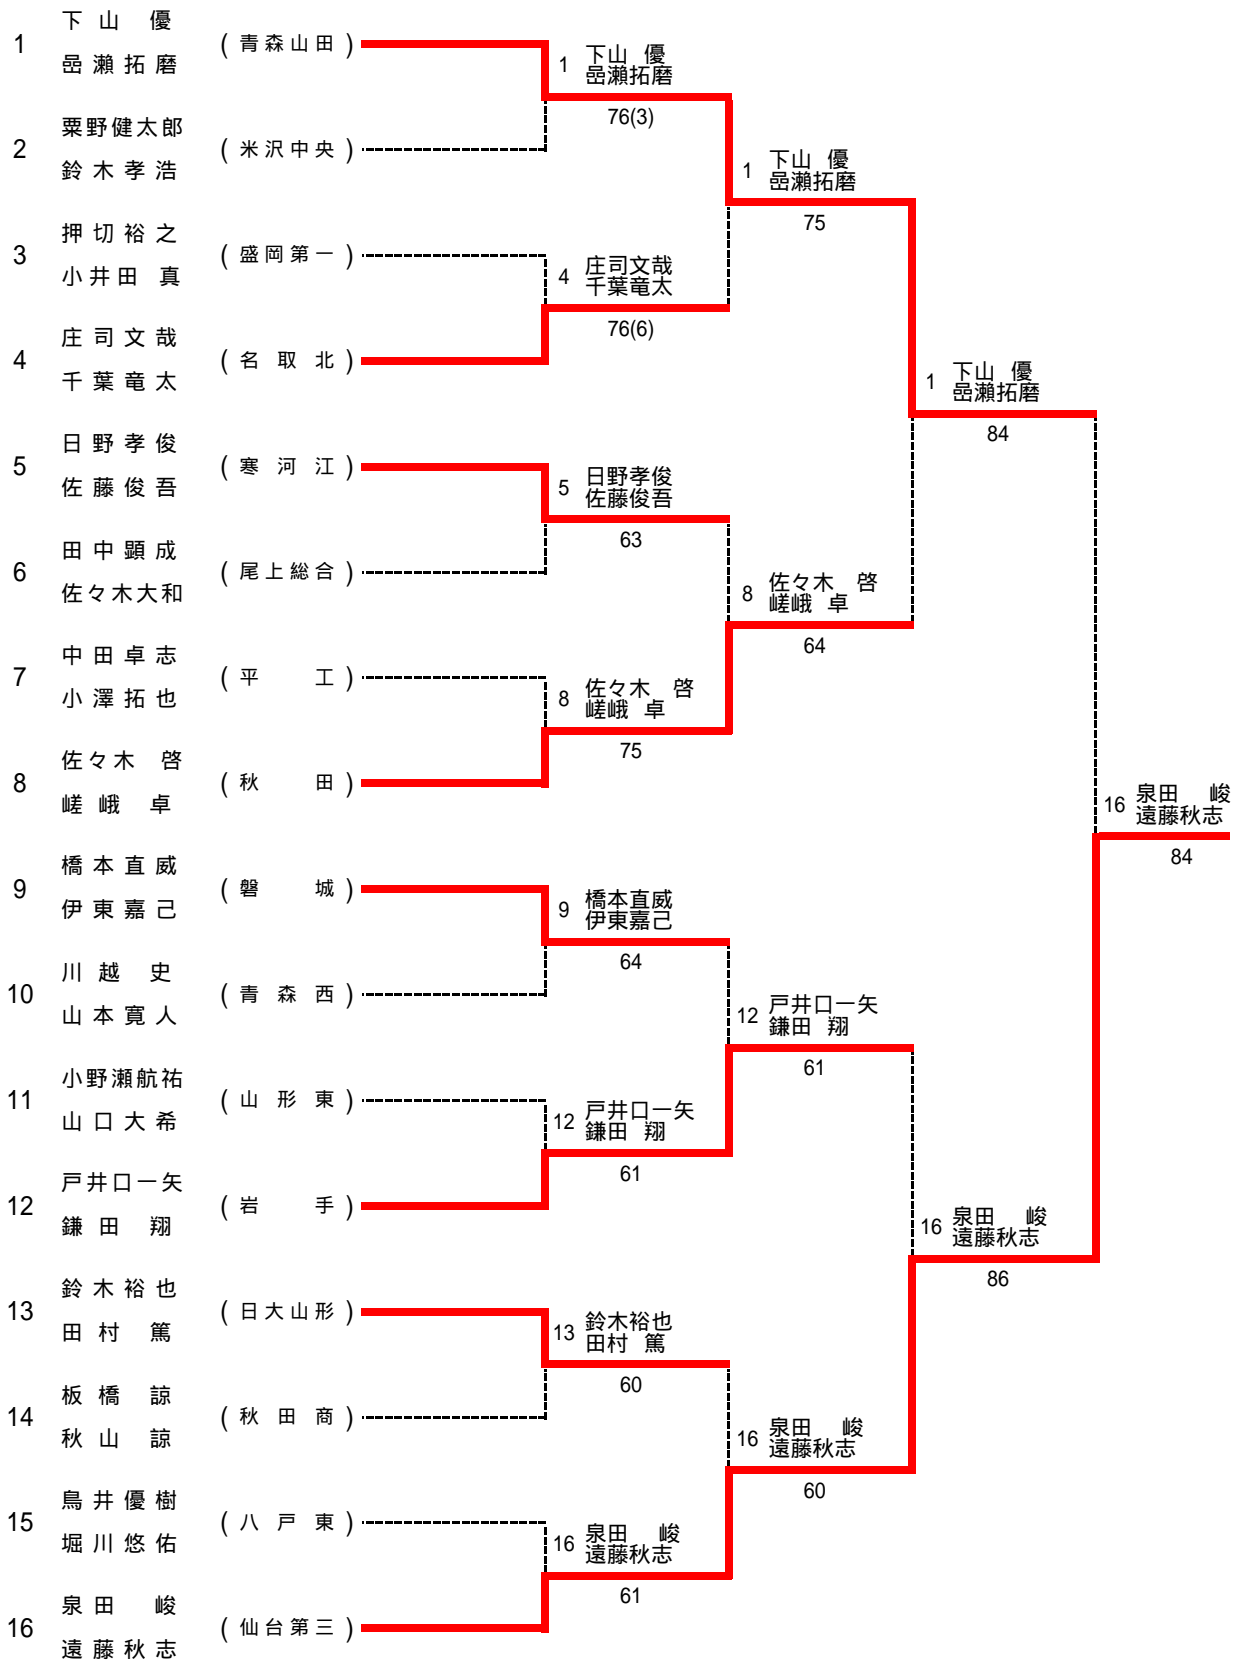 1 下山 優 (青森山田)
喦瀬拓磨
2 粟野健太郎 (米沢中央)
鈴木孝浩
3 押切裕之 (盛岡第一)
小井田 真
4 庄司文哉 (名取北)
千葉竜太
5 日野孝俊 (寒河江)
佐藤俊吾
6 田中顕成 (尾上総合)
佐々木大和
7 中田卓志 (平 工)
小澤拓也
8 佐々木 啓 (秋 田)
嵯峨 卓
9 橋本直威 (磐 城)
伊東嘉己
10 川越 史 (青森西)
山本寛人
11 小野瀬航祐 (山形東)
山口大希
12 戸井口一矢 (岩 手)
鎌田 翔
13 鈴木裕也 (日大山形)
田村 篤
14 板橋 諒 (秋田商)
秋山 諒
15 鳥井優樹 (八戸東)
堀川悠佑
16 泉田 峻 (仙台第三)
遠藤秋志
1 下山 優
喦瀬拓磨
76(3)
4 庄司文哉
千葉竜太
76(6)
5 日野孝俊
佐藤俊吾
63
8 佐々木 啓
嵯峨 卓
75
9 橋本直威
伊東嘉己
64
12 戸井口一矢
鎌田 翔
61
13 鈴木裕也
田村 篤
60
16 泉田 峻
遠藤秋志
61
1 下山 優
喦瀬拓磨
75
8 佐々木 啓
嵯峨 卓
64
12 戸井口一矢
鎌田 翔
61
16 泉田 峻
遠藤秋志
60
1 下山 優
喦瀬拓磨
84
16 泉田 峻
遠藤秋志
86
16 泉田 峻
遠藤秋志
84